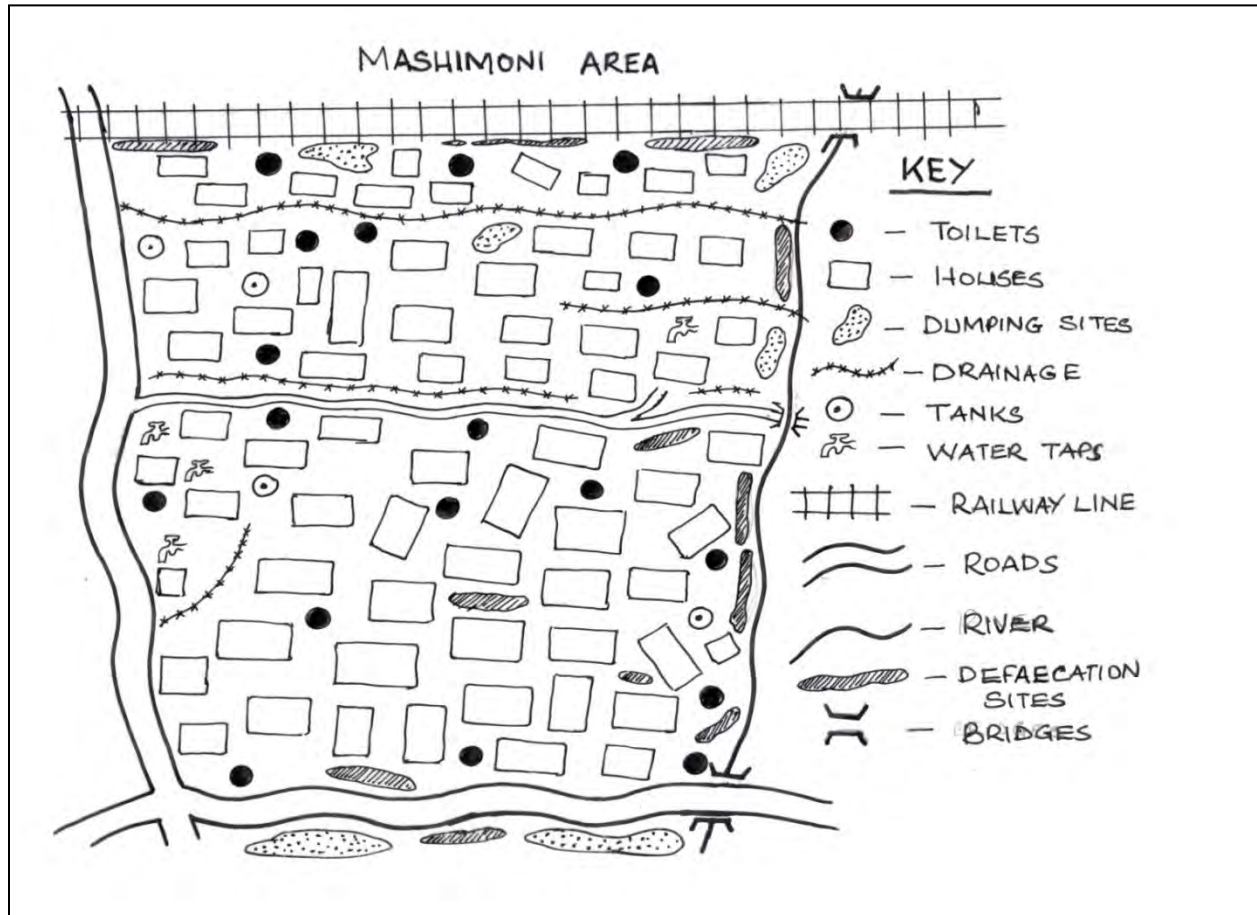 MASHIMONI AREA
KEY
— TOILETS
— HOUSES
— DUMPING SITES
— DRAINAGE
— TANKS
— WATER TAPS
— RAILWAY LINE
— ROADS
— RIVER
— DEFAECATION
SITES
— BRIDGES